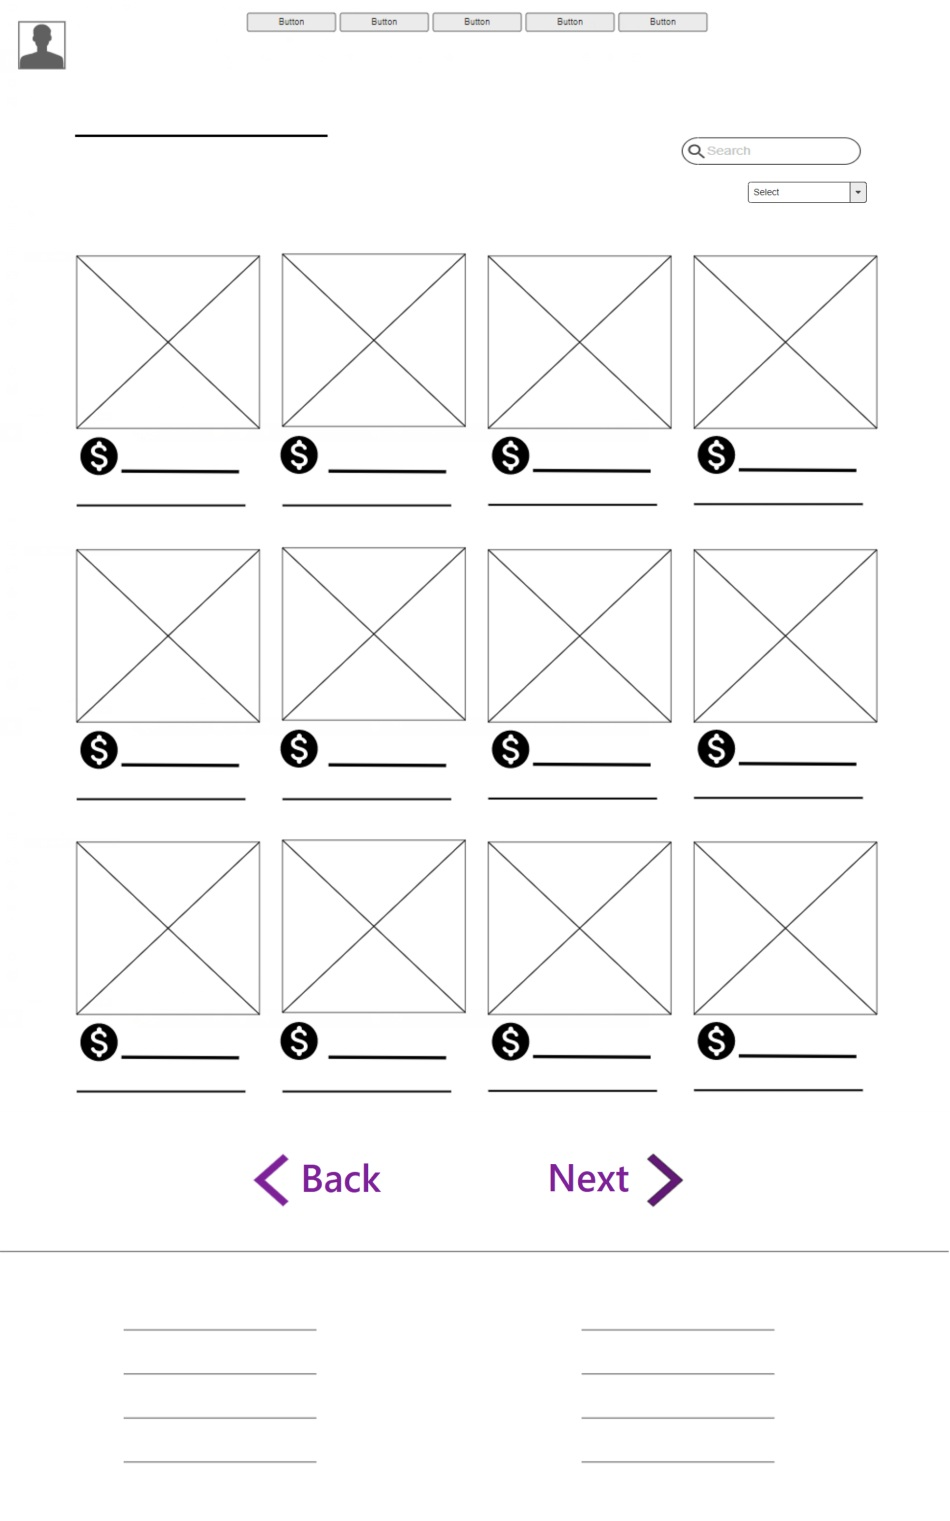 Button Button Button Button Button
Search
Select
$ $ $ $
$ $ $ $
$ $ $ $
Back Next